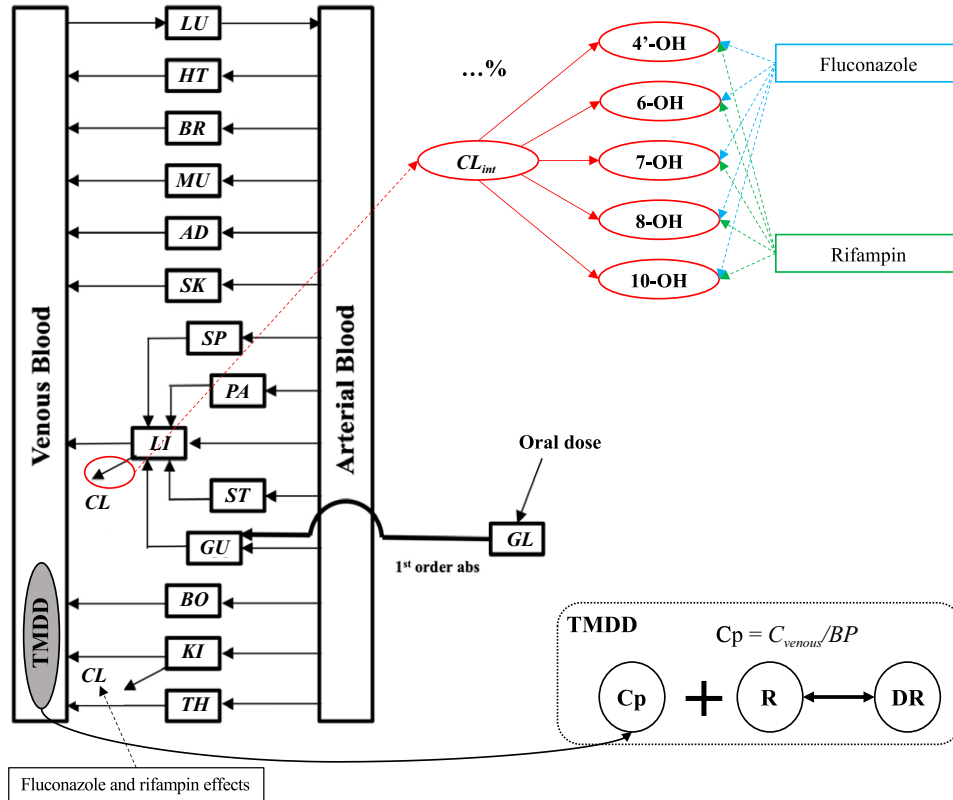 LU
HT
BR
MU
AD
SK
SP
PA
LI
CL
ST
GU
BO
KI
CL
TH
Venous Blood
Arterial Blood
TMDD
Fluconazole and rifampin effects
Oral dose
GL
1st order abs
...%
CLint
4'-OH
6-OH
7-OH
8-OH
10-OH
Fluconazole
Rifampin
TMDD
Cp = Cvenous/BP
Cp + R DR